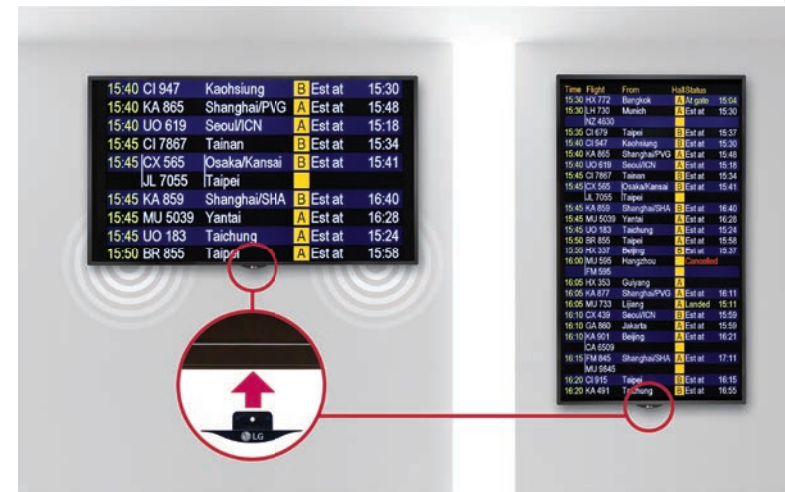 15:40 CI 947 Kaohsiung B Est at 15:30
15:40 KA 865 Shanghai/PVG A Est at 15:48
15:40 UO 619 Seoul/ICN A Est at 15:18
15:45 CI 7867 Tainan B Est at 15:34
15:45 CX 565 Osaka/Kansai B Est at 15:41
JL 7055 Taipei
15:45 KA 859 Shanghai/SHA B Est at 16:40
15:45 MU 5039 Yantai A Est at 16:28
15:45 UO 183 Taichung A Est at 15:24
15:50 BR 855 Taipei A Est at 15:58
LG
Time Flight From Hall Status
15:30 HX 772 Bangkok A At gate 15:04
15:30 LH 730 Munich A Est at 15:30
NZ 4630
15:35 CI 679 Taipei B Est at 15:37
15:40 CI 947 Kaohsiung B Est at 15:30
15:40 KA 865 Shanghai/PVG A Est at 15:48
15:40 UO 619 Seoul/ICN A Est at 15:18
15:45 CI 7867 Tainan B Est at 15:34
15:45 CX 565 Osaka/Kansai B Est at 15:41
JL 7055 Taipei
15:45 KA 859 Shanghai/SHA B Est at 16:40
15:45 MU 5039 Yantai A Est at 16:28
15:45 UO 183 Taichung A Est at 15:24
15:50 BR 855 Taipei A Est at 15:58
15:50 HX 337 Beijing B Est at 15:37
16:00 MU 595 Hangzhou Cancelled
FM 595
16:05 HX 353 Guiyang A
16:05 KA 877 Shanghai/PVG A Est at 16:11
16:05 MU 733 Lijiang A Landed 15:11
16:10 CX 439 Seoul/ICN A Est at 15:59
16:10 GA 860 Jakarta A Est at 15:59
16:10 KA 901 Beijing A Est at 16:21
CA 6509
16:15 FM 845 Shanghai/SHA A Est at 17:11
MU 9845
16:20 CI 915 Taipei B Est at 16:15
16:20 KA 491 Taichung B Est at 16:55